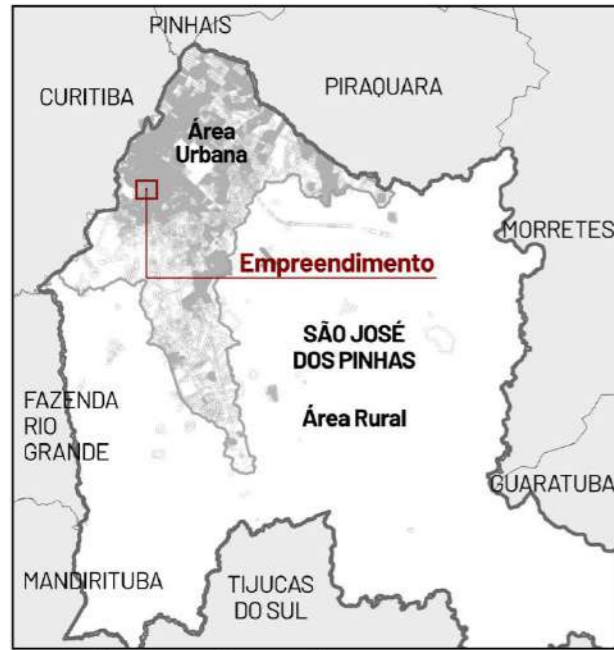 PINHAIS
CURITIBA
PIRAQUARA
Área
Urbana
MORRETES
Empreendimento
SÃO JOSÉ
DOS PINHAS
Área Rural
FAZENDA
RIO
GRANDE
GUARATUBA
MANDIRITUBA
TIJUCAS
DO SUL